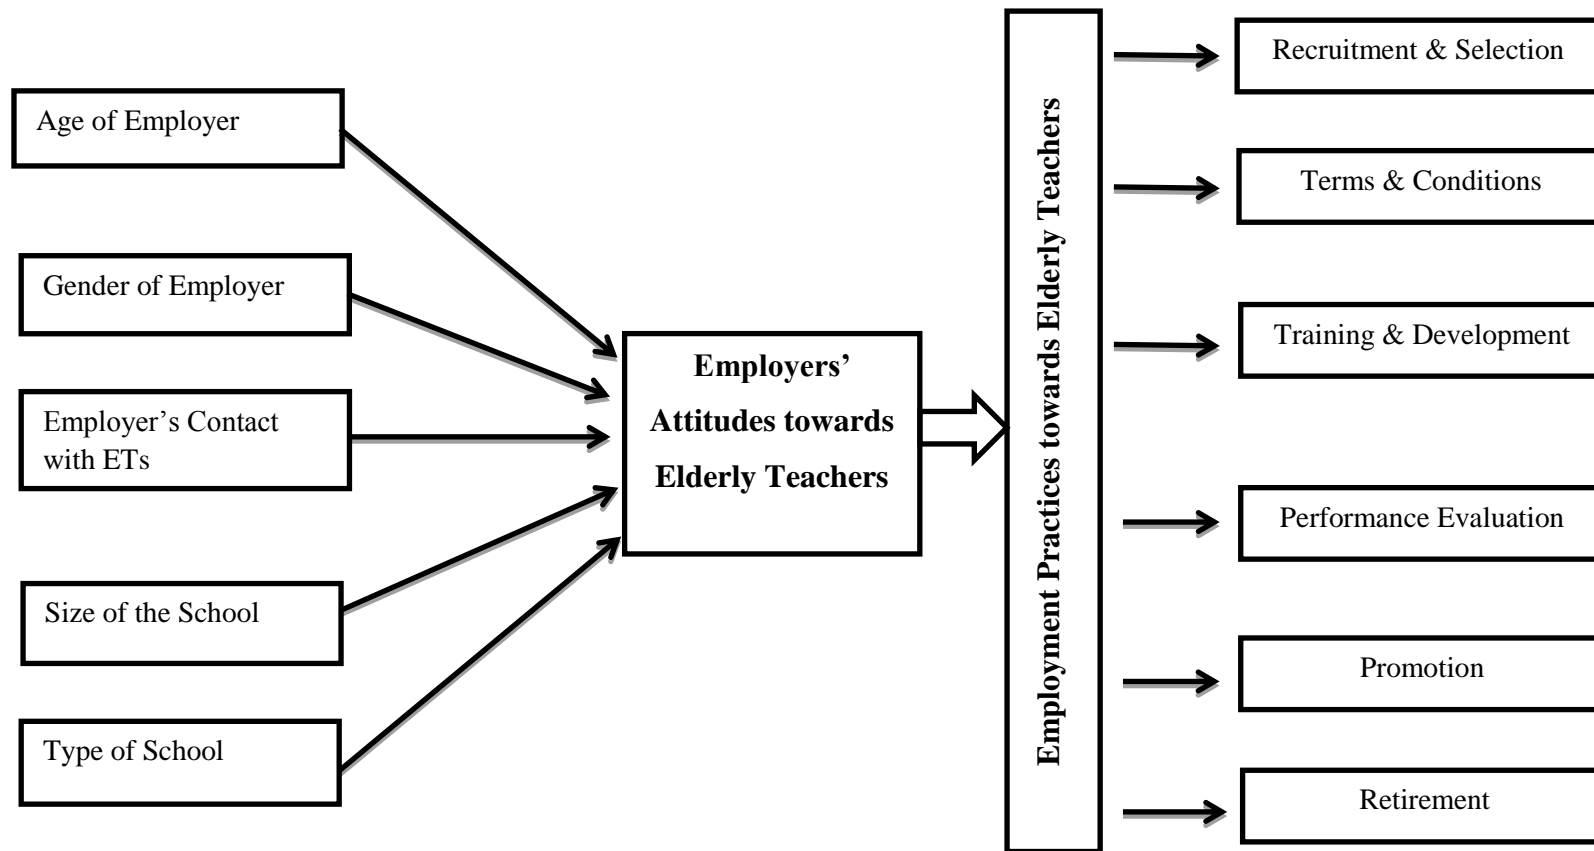 Age of Employer
Gender of Employer
Employer’s Contact
with ETs
Size of the School
Type of School
Employers’
Attitudes towards
Elderly Teachers
Employment Practices towards Elderly Teachers
Recruitment & Selection
Terms & Conditions
Training & Development
Performance Evaluation
Promotion
Retirement